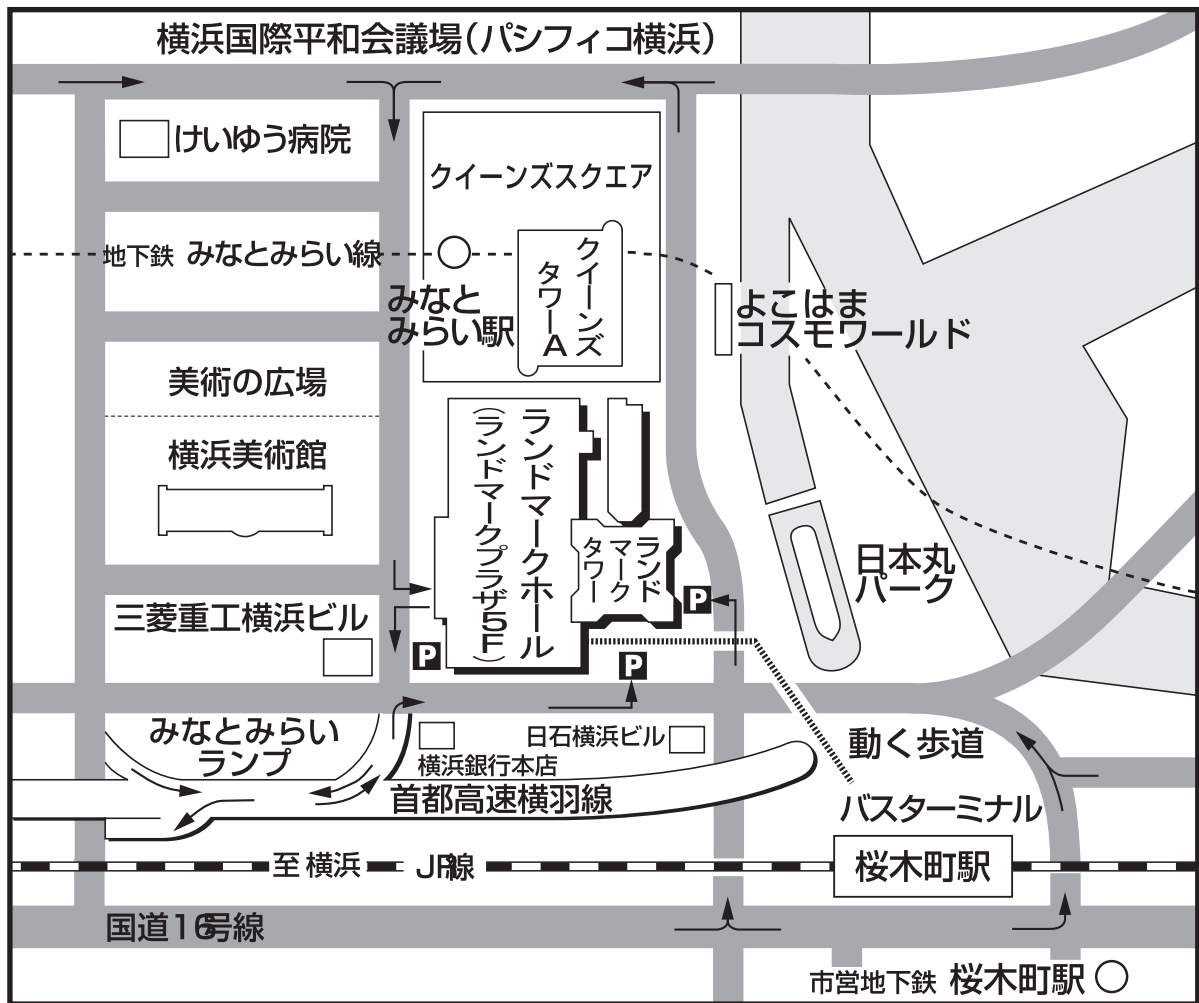 横浜国際平和会議場(パシフィコ横浜)
けいゆう病院
クイーンズスクエア
地下鉄 みなとみらい線
クイーンズ
タワーA
みなと
みらい駅
よこはま
コスモワールド
美術の広場
横浜美術館
ランドマークホール
(ランドマークプラザ5F)
ランド
マーク
タワー
日本丸
パーク
三菱重工横浜ビル
P
P
P
みなとみらい
ランプ
横浜銀行本店
日石横浜ビル
動く歩道
首都高速横羽線
バスターミナル
至 横浜
JR線
桜木町駅
国道16号線
市営地下鉄 桜木町駅